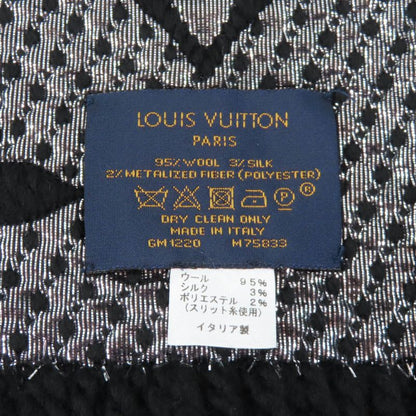 LOUIS VUITTON
PARIS
95% WOOL 3% SILK
2% METALIZED FIBER (POLYESTER)
P
DRY CLEAN ONLY
MADE IN ITALY
GM1220 M75833
ウール 95%
シルク 3%
ポリエステル 2%
(スリット糸使用)
イタリア製